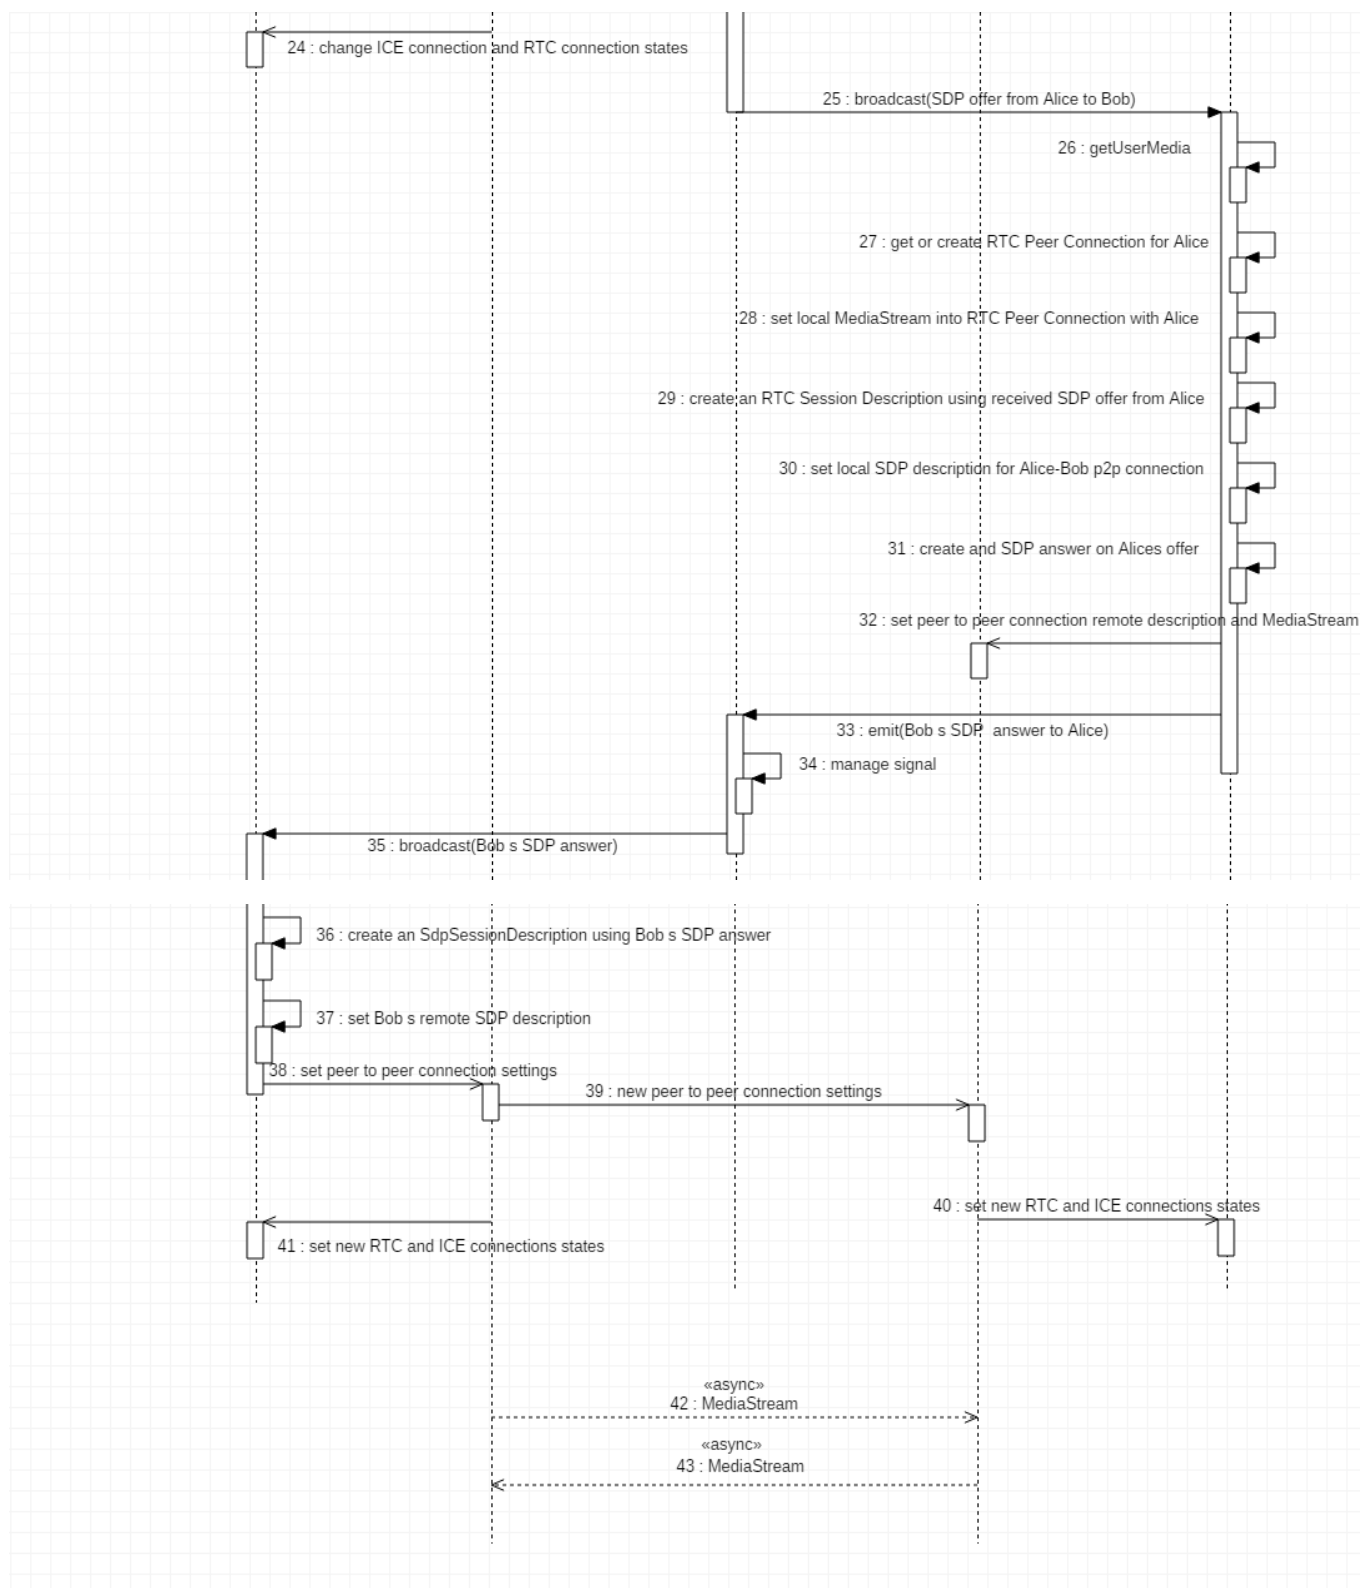 24 : change ICE connection and RTC connection states
25 : broadcast(SDP offer from Alice to Bob)
26 : getUserMedia
27 : get or create RTC Peer Connection for Alice
28 : set local MediaStream into RTC Peer Connection with Alice
29 : create an RTC Session Description using received SDP offer from Alice
30 : set local SDP description for Alice-Bob p2p connection
31 : create and SDP answer on Alices offer
32 : set peer to peer connection remote description and MediaStream
33 : emit(Bob s SDP answer to Alice)
34 : manage signal
35 : broadcast(Bob s SDP answer)
36 : create an SdpSessionDescription using Bob s SDP answer
37 : set Bob s remote SDP description
38 : set peer to peer connection settings
39 : new peer to peer connection settings
40 : set new RTC and ICE connections states
41 : set new RTC and ICE connections states
«async»
42 : MediaStream
«async»
43 : MediaStream